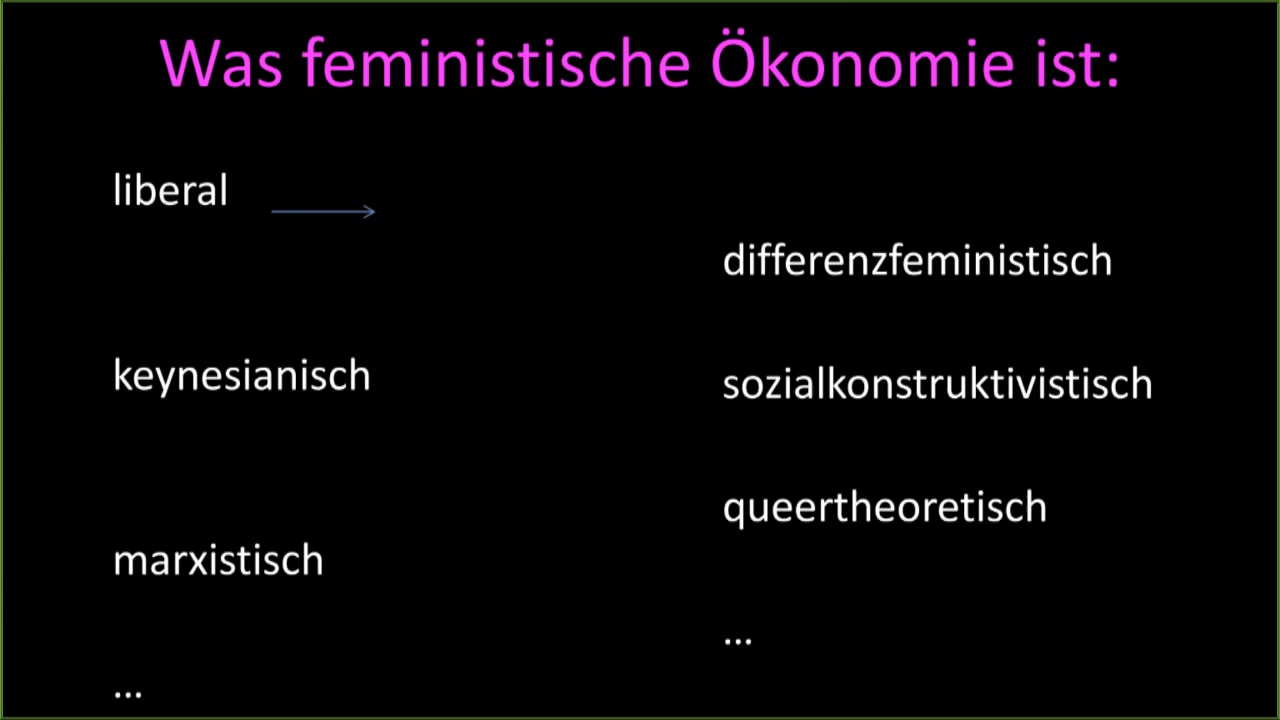 Was feministische Ökonomie ist:
liberal
keynesianisch
marxistisch
...
differenzfeministisch
sozialkonstruktivistisch
queertheoretisch
...